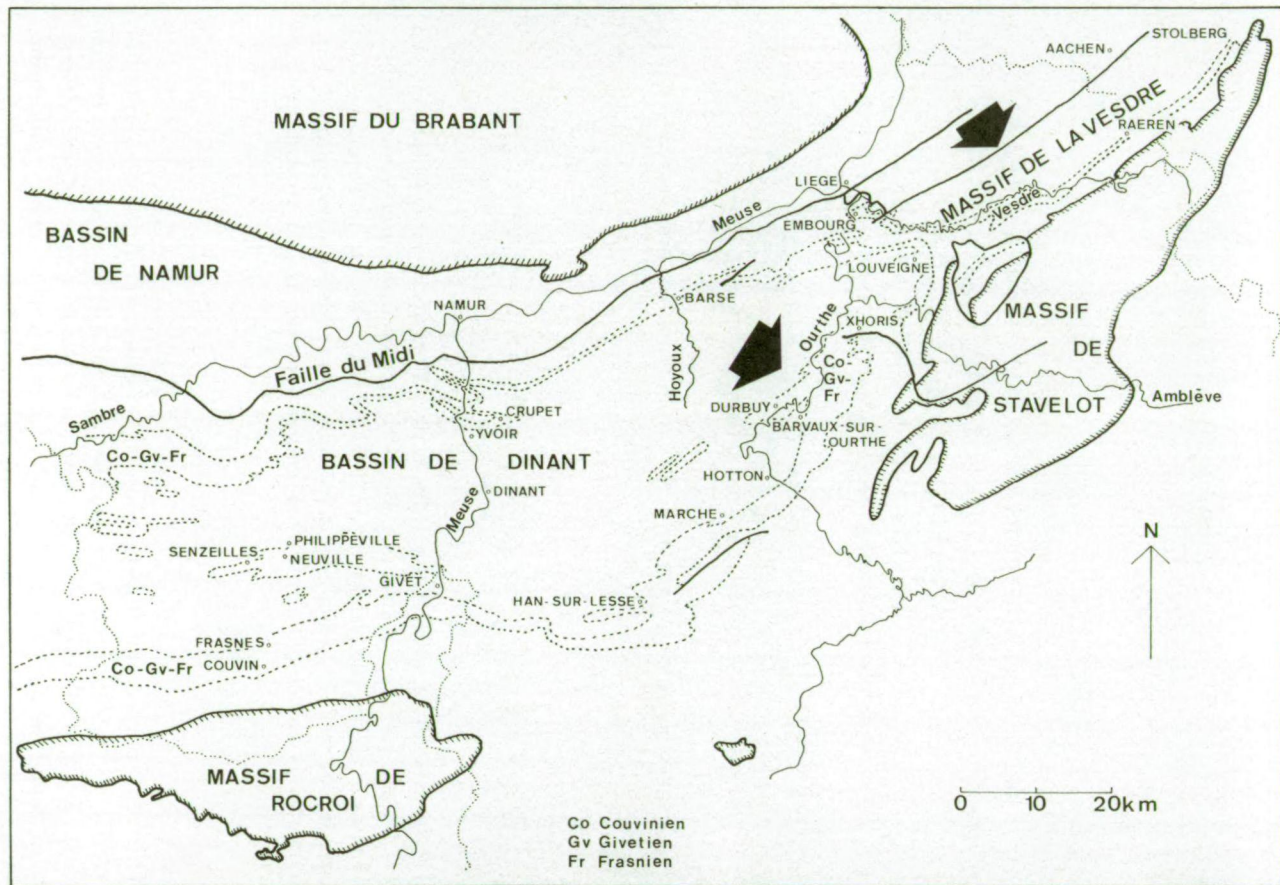 STOLBERG
AACHEN
MASSIF DU BRABANT
RAEREN
MASSIF DE LA VESDRE
LIEGE
Meuse
Vesdre
EMBOURG
BASSIN
DE NAMUR
LOUVEIGNE
BARSE
NAMUR
MASSIF
DE
STAVELOT
XHORIS
Ourthe
Hoyoux
Faille du Midi
Co
Gv
Fr
Amblève
Sambre
DURBUY
CRUPET
BARVAUX-SUR-
OURTHE
YVOIR
Co-Gv-Fr
BASSIN DE DINANT
HOTTON
DINANT
Meuse
MARCHE
N
PHILIPPEVILLE
SENZEILLES
NEUVILLE
GIVET
HAN-SUR-LESSE
FRASNES
COUVIN
Co-Gv-Fr
MASSIF DE
ROCROI
0 10 20km
Co Couvinien
Gv Givetien
Fr Frasnien